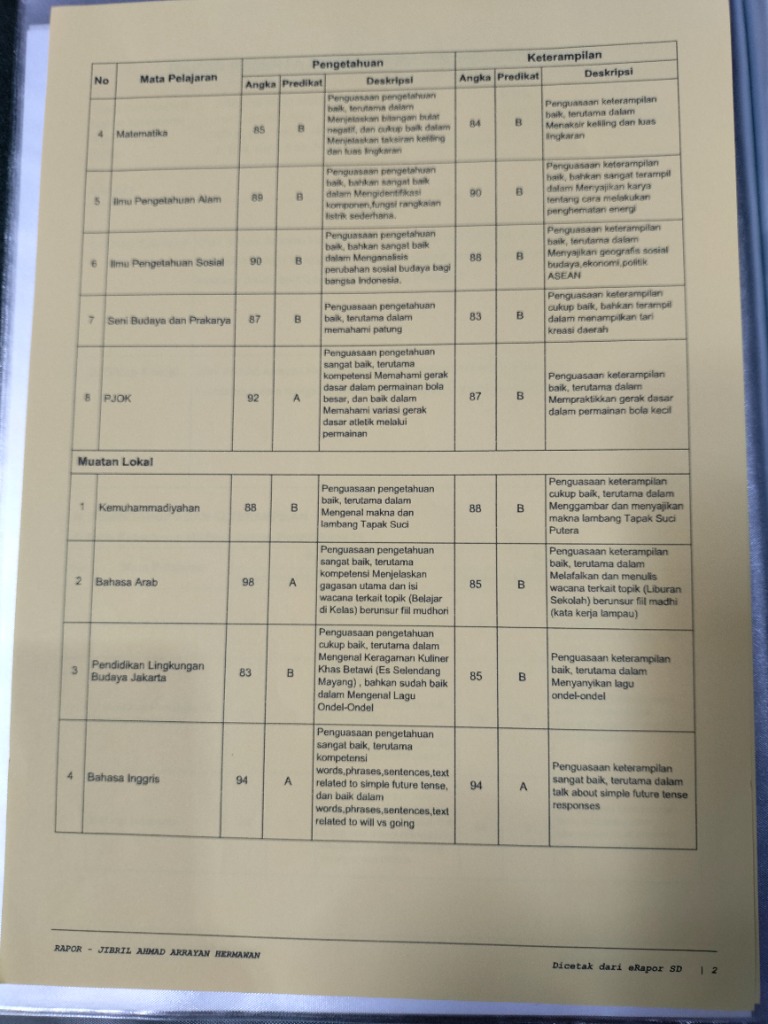 Pengetahuan
Keterampilan
No
Mata Pelajaran
Angka
Predikat
Deskripsi
Angka
Predikat
Deskripsi
4
Matematika
85
B
Penguasaan pengetahuan
baik, terutama dalam
Menjelaskan bilangan bulat
negatif, dan cukup baik dalam
Menjelaskan taksiran keliling
dan luas lingkaran
84
B
Penguasaan keterampilan
baik, terutama dalam
Menaksir keliling dan luas
lingkaran
5
Ilmu Pengetahuan Alam
89
B
Penguasaan pengetahuan
baik, bahkan sangat baik
dalam Mengidentifikasi
komponen,fungsi rangkaian
listrik sederhana.
90
B
Penguasaan keterampilan
baik, bahkan sangat terampil
dalam Menyajikan karya
tentang cara melakukan
penghematan energi
6
Ilmu Pengetahuan Sosial
90
B
Penguasaan pengetahuan
baik, bahkan sangat baik
dalam Menganalisis
perubahan sosial budaya bagi
bangsa Indonesia.
88
B
Penguasaan keterampilan
baik, terutama dalam
Menyajikan geografis sosial
budaya,ekonomi,politik
ASEAN
7
Seni Budaya dan Prakarya
87
B
Penguasaan pengetahuan
baik, terutama dalam
memahami patung
83
B
Penguasaan keterampilan
cukup baik, bahkan terampil
dalam menampilkan tari
kreasi daerah
8
PJOK
92
A
Penguasaan pengetahuan
sangat baik, terutama
kompetensi Memahami gerak
dasar dalam permainan bola
besar, dan baik dalam
Memahami variasi gerak
dasar atletik melalui
permainan
87
B
Penguasaan keterampilan
baik, terutama dalam
Mempraktikkan gerak dasar
dalam permainan bola kecil
Muatan Lokal
1
Kemuhammadiyahan
88
B
Penguasaan pengetahuan
baik, terutama dalam
Mengenal makna dan
lambang Tapak Suci
88
B
Penguasaan keterampilan
cukup baik, terutama dalam
Menggambar dan menyajikan
makna lambang Tapak Suci
Putera
2
Bahasa Arab
98
A
Penguasaan pengetahuan
sangat baik, terutama
kompetensi Menjelaskan
gagasan utama dan isi
wacana terkait topik (Belajar
di Kelas) berunsur fiil mudhori
85
B
Penguasaan keterampilan
baik, terutama dalam
Melafalkan dan menulis
wacana terkait topik (Liburan
Sekolah) berunsur fiil madhi
(kata kerja lampau)
3
Pendidikan Lingkungan
Budaya Jakarta
83
B
Penguasaan pengetahuan
cukup baik, terutama dalam
Mengenal Keragaman Kuliner
Khas Betawi (Es Selendang
Mayang) , bahkan sudah baik
dalam Mengenal Lagu
Ondel-Ondel
85
B
Penguasaan keterampilan
baik, terutama dalam
Menyanyikan lagu
ondel-ondel
4
Bahasa Inggris
94
A
Penguasaan pengetahuan
sangat baik, terutama
kompetensi
words,phrases,sentences,text
related to simple future tense,
dan baik dalam
words,phrases,sentences,text
related to will vs going
94
A
Penguasaan keterampilan
sangat baik, terutama dalam
talk about simple future tense
responses
RAPOR - JIBRIL AHMAD ARRAYAN HERMAWAN
Dicetak dari eRapor SD | 2